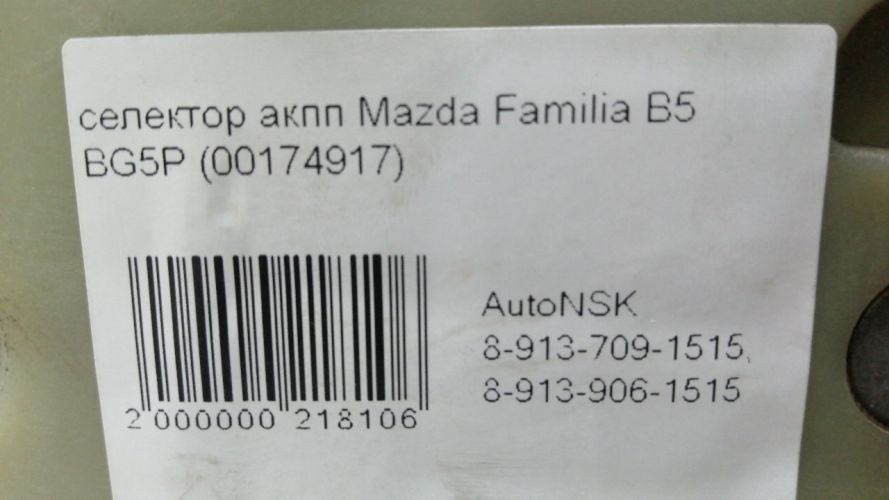 селектор акпп Mazda Familia B5
BG5P (00174917)
AutoNSK
8-913-709-1515,
8-913-906-1515
2 000000 218106